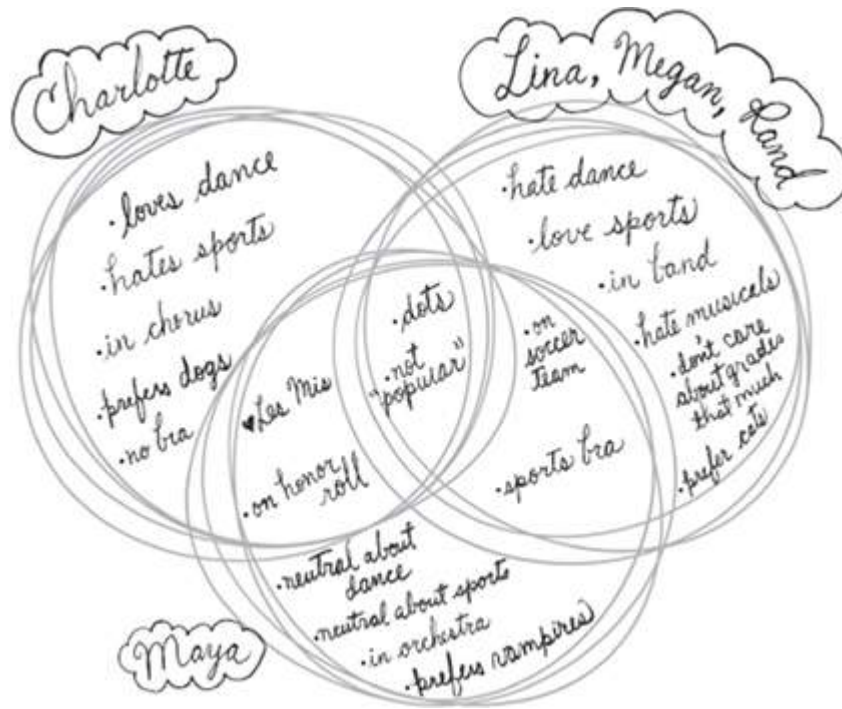 Charlotte
Lina, Megan, Rand
•loves dance
•hates sports
•in chorus
•prefers dogs
•no bra
•hate dance
•love sports
•in band
•hate musicals
•don't care
about grades
that much
•prefer cats
•dots
•not
"popular"
•on
soccer
team
•sports bra
♥Les Mis
•on honor
roll
•neutral about
dance
•neutral about sports
•in orchestra
•prefers vampires
Maya